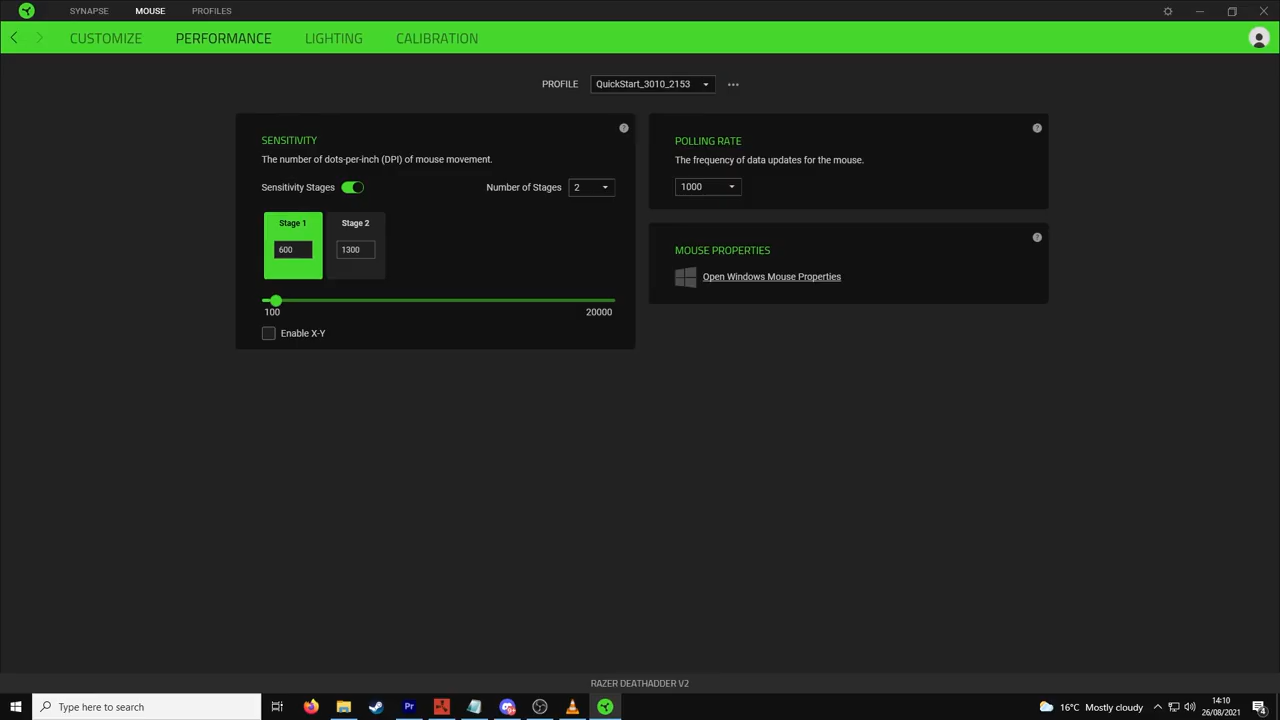 SYNAPSE MOUSE PROFILES
CUSTOMIZE PERFORMANCE LIGHTING CALIBRATION
PROFILE QuickStart_3010_2153
SENSITIVITY
The number of dots-per-inch (DPI) of mouse movement.
Sensitivity Stages Number of Stages 2
Stage 1 Stage 2
600 1300
100 20000
Enable X-Y
POLLING RATE
The frequency of data updates for the mouse.
1000
MOUSE PROPERTIES
Open Windows Mouse Properties
RAZER DEATHADDER V2
Type here to search
Pr
16°C Mostly cloudy
14:10
26/08/2021
4